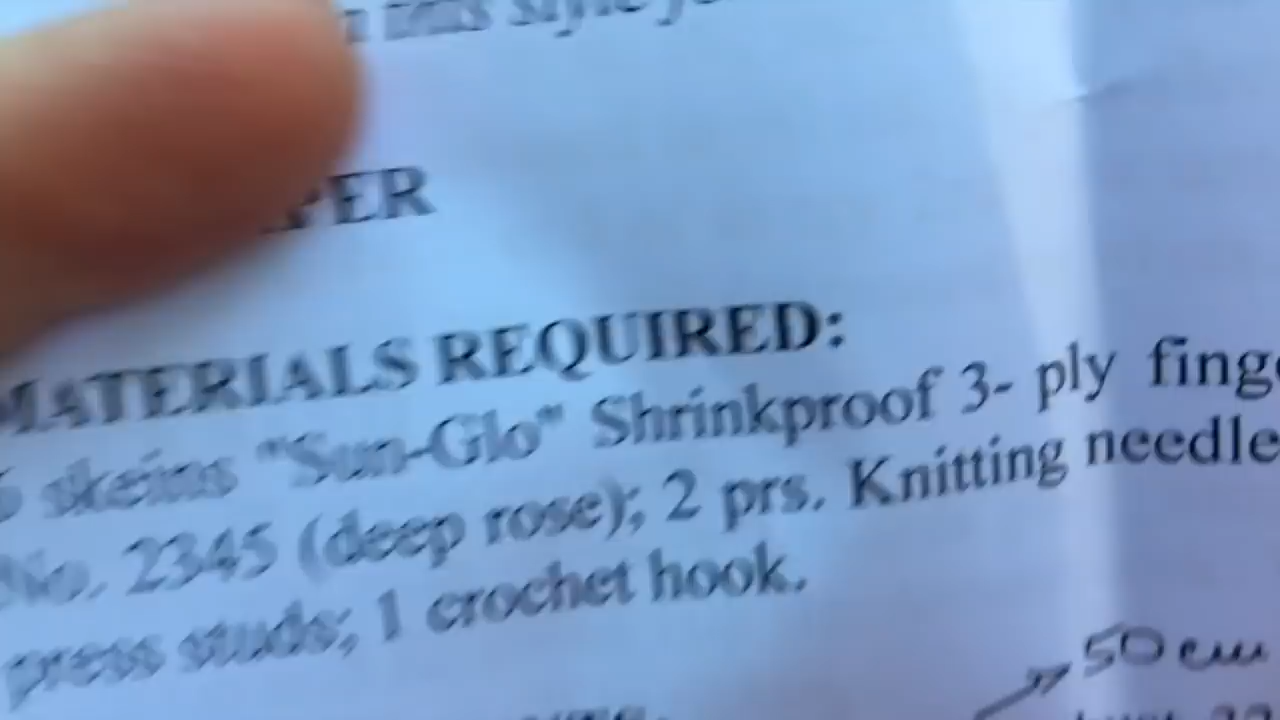 PER
MATERIALS REQUIRED:
skeins "Sun-Glo" Shrinkproof 3- ply
No. 2345 (deep rose); 2 prs. Knitting needle
press studs; 1 crochet hook.
50 cm